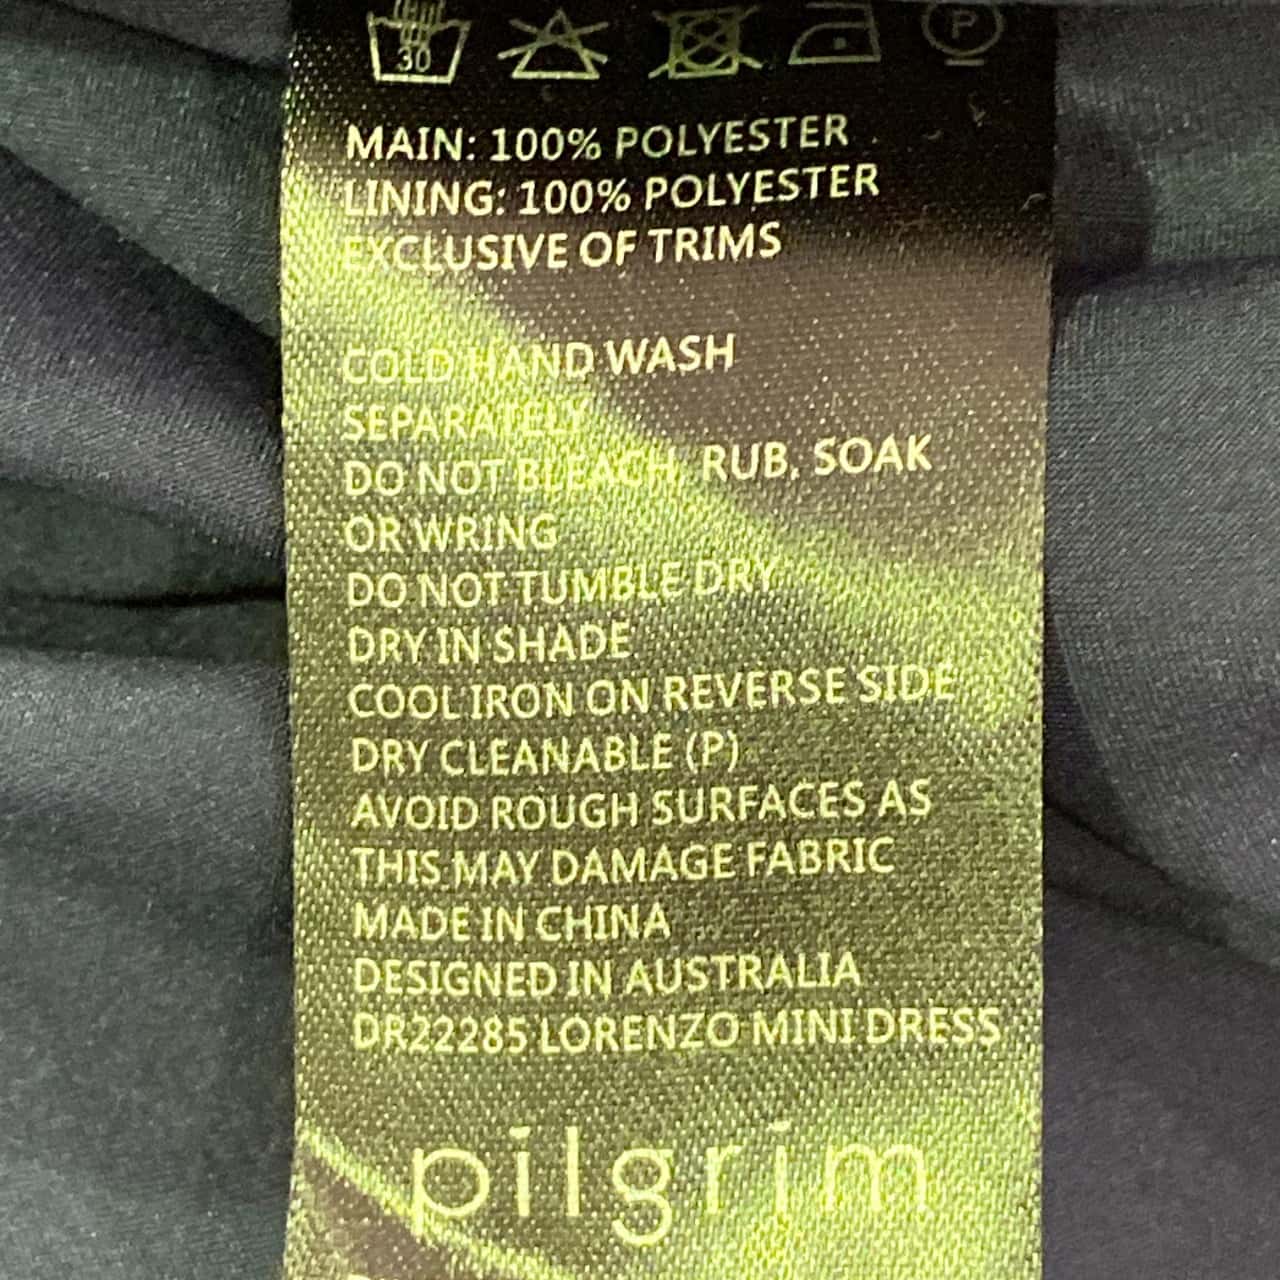 30
P
MAIN: 100% POLYESTER
LINING: 100% POLYESTER
EXCLUSIVE OF TRIMS
COLD HAND WASH
SEPARATELY
DO NOT BLEACH, RUB, SOAK
OR WRING
DO NOT TUMBLE DRY
DRY IN SHADE
COOL IRON ON REVERSE SIDE
DRY CLEANABLE (P)
AVOID ROUGH SURFACES AS
THIS MAY DAMAGE FABRIC
MADE IN CHINA
DESIGNED IN AUSTRALIA
DR22285 LORENZO MINI DRESS
pilgrim